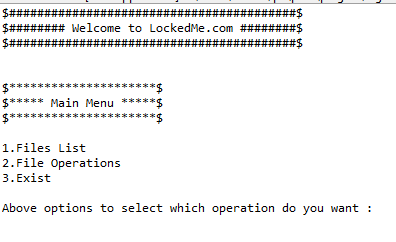 $#########################################$
$######## Welcome to LockedMe.com ########$
$#########################################$
$*********************$
$***** Main Menu *****$
$*********************$
1.Files List
2.File Operations
3.Exist
Above options to select which operation do you want :